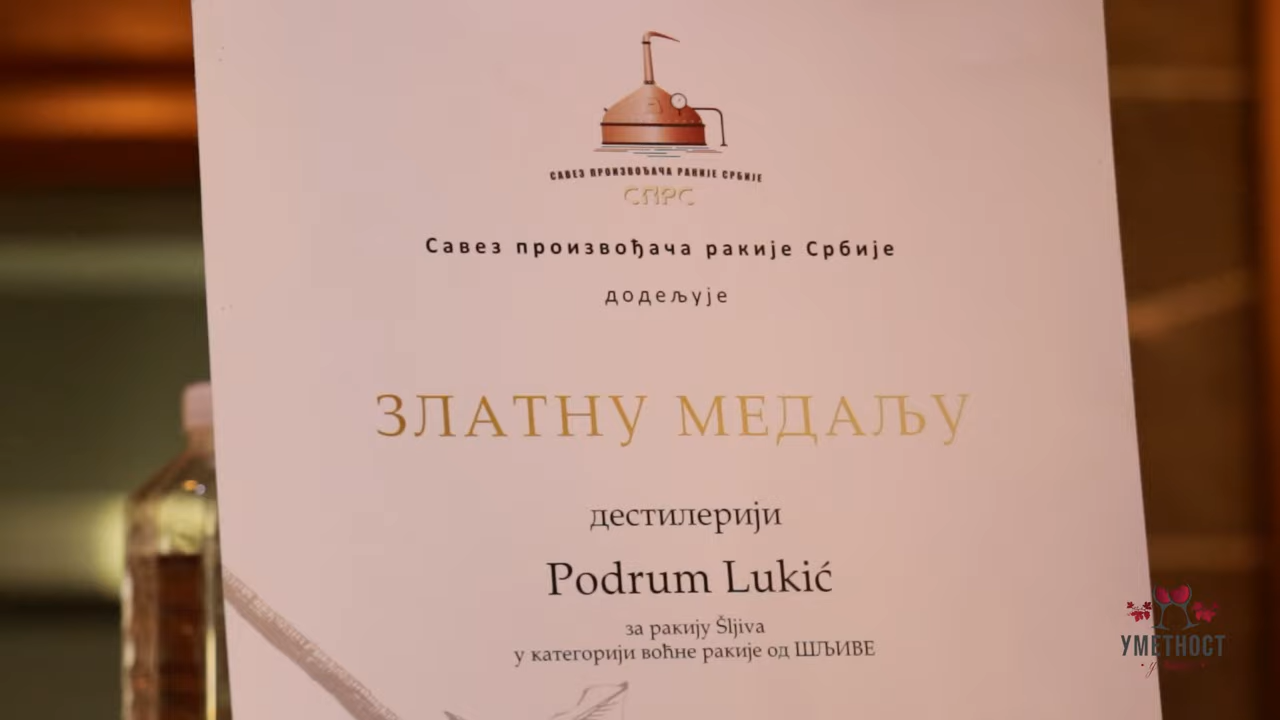 САВЕЗ ПРОИЗВОЂАЧА РАКИЈЕ СРБИЈЕ
СПРС
Савез произвођача ракије Србије
додељује
ЗЛАТНУ МЕДАЉУ
дестилерији
Podrum Lukić
за ракију Šljiva
у категорији воћне ракије од ШЉИВЕ
УМЕТНОСТ